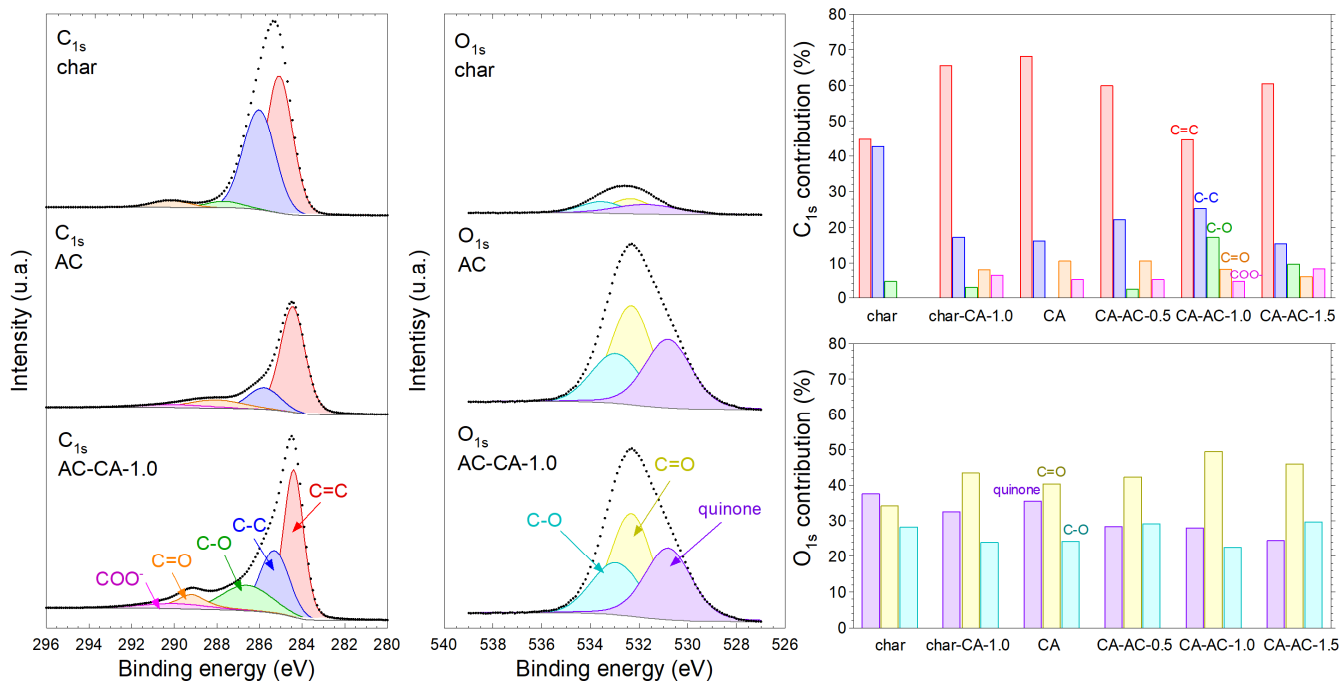 C1s
char
C1s
AC
C1s
AC-CA-1.0
C=C
C-C
C-O
C=O
COO-
Intensity (u.a.)
296 294 292 290 288 286 284 282 280
Binding energy (eV)
O1s
char
O1s
AC
O1s
AC-CA-1.0
C=O
C-O
quinone
Intentisy (u.a.)
540 538 536 534 532 530 528 526
Binding energy (eV)
80
70
60
50
40
30
20
10
0
C1s contribution (%)
C=C
C-C
C-O
C=O
COO-
char char-CA-1.0 CA CA-AC-0.5 CA-AC-1.0 CA-AC-1.5
80
70
60
50
40
30
20
10
0
O1s contribution (%)
quinone
C=O
C-O
char char-CA-1.0 CA CA-AC-0.5 CA-AC-1.0 CA-AC-1.5